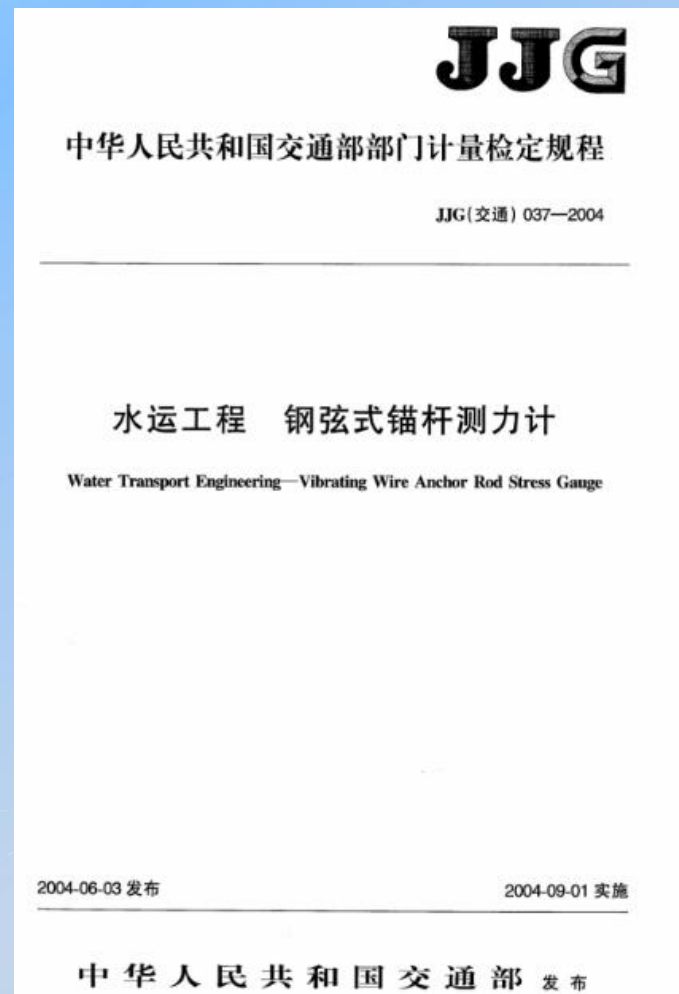 JJG
中华人民共和国交通部部门计量检定规程
JJG(交通) 037—2004
水运工程 钢弦式锚杆测力计
Water Transport Engineering—Vibrating Wire Anchor Rod Stress Gauge
2004-06-03 发布
2004-09-01 实施
中华人民共和国交通部 发布